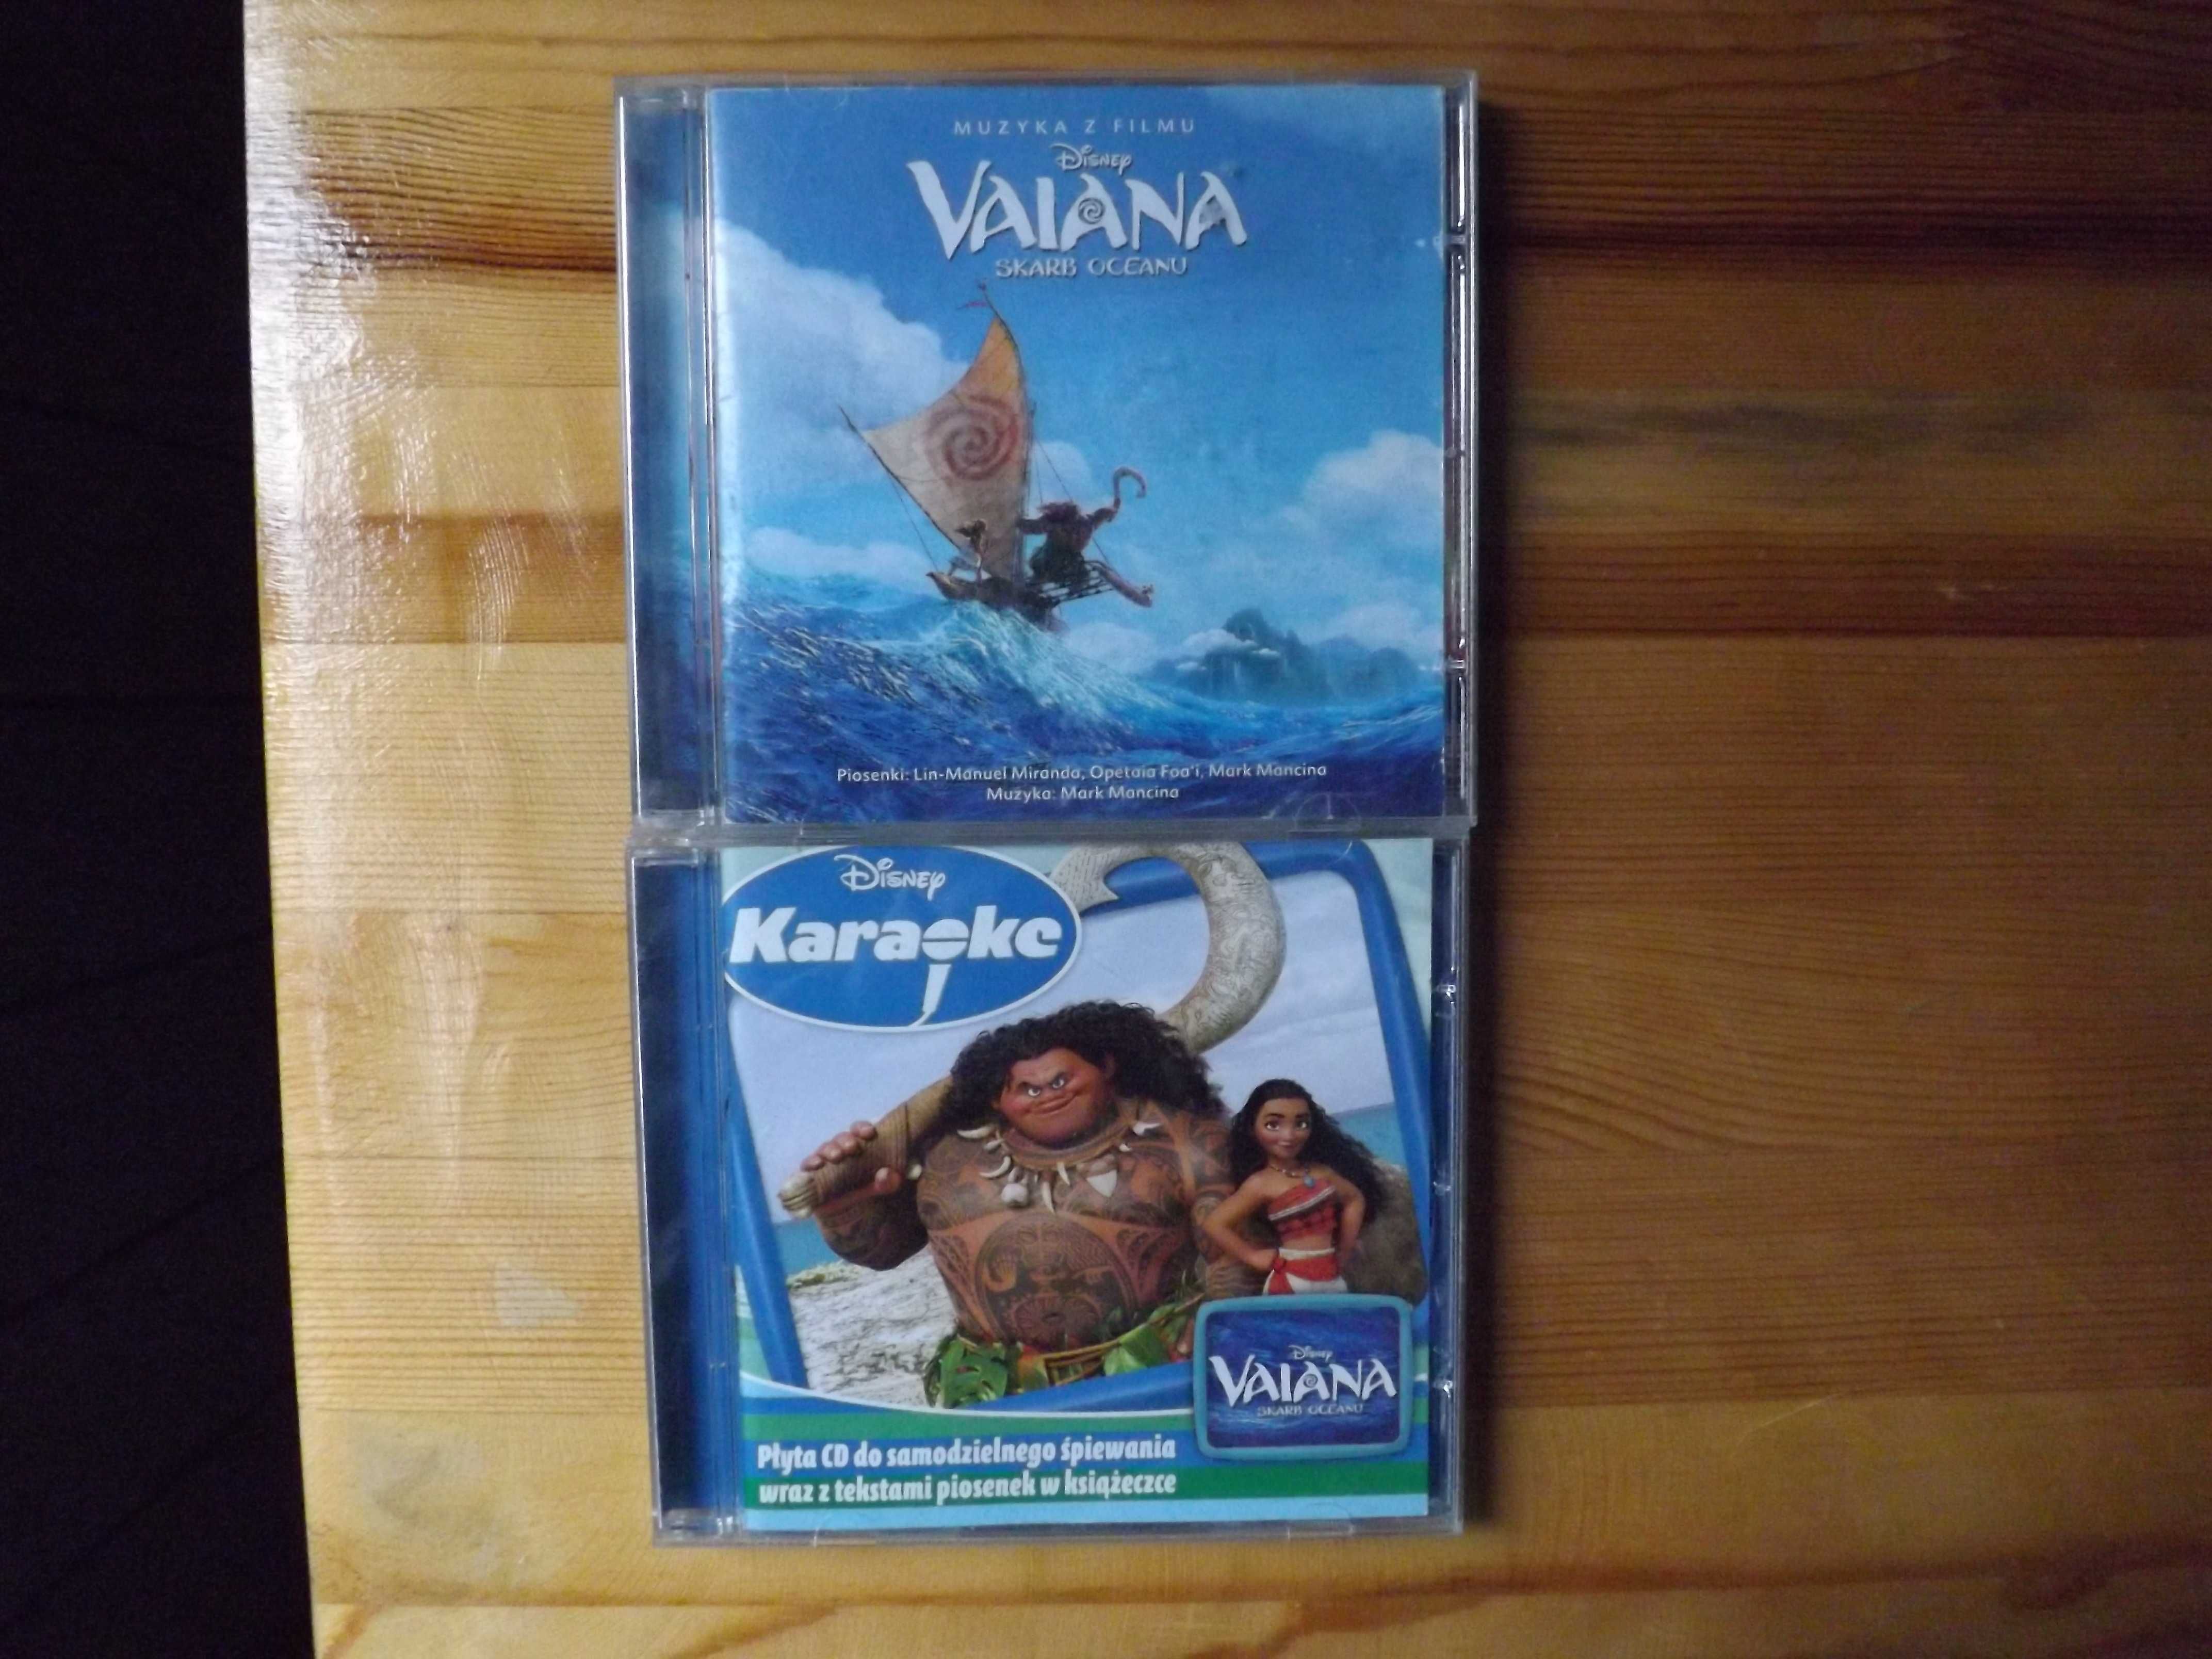 MUZYKA Z FILMU
DISNEY
VAIANA
SKARB OCEANU
Piosenki: Lin-Manuel Miranda, Opetaia Foa'i, Mark Mancina
Muzyka: Mark Mancina
DISNEY
Karaoke
DISNEY
VAIANA
SKARB OCEANU
Płyta CD do samodzielnego śpiewania
wraz z tekstami piosenek w książeczce